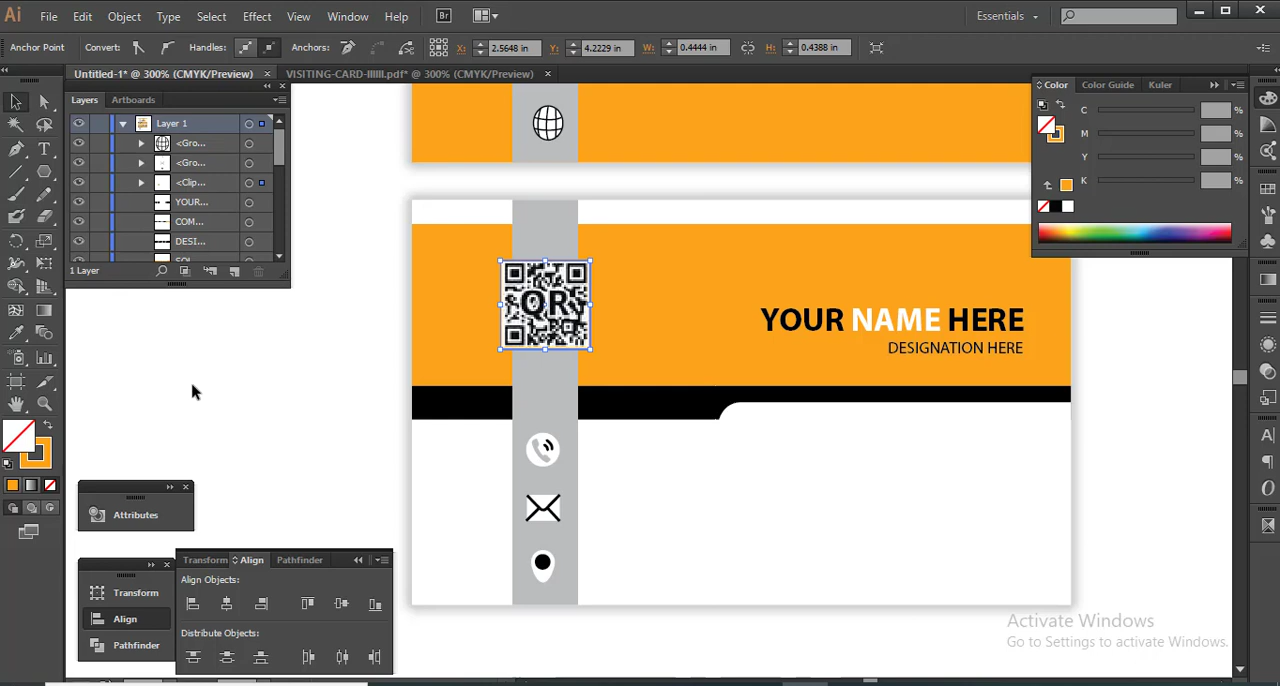 Ai File Edit Object Type Select Effect View Window Help Br Essentials
Anchor Point Convert: Handles: Anchors: X: 2.5648 in Y: 4.2229 in W: 0.4444 in H: 0.4388 in
Untitled-1* @ 300% (CMYK/Preview) × VISITING-CARD-IIIIII.pdf* @ 300% (CMYK/Preview) ×
Layers Artboards
Layer 1
<Gro...
<Gro...
<Clip...
YOUR...
COM...
DESI...
1 Layer
Color Color Guide Kuler
C %
M %
Y %
K %
QR
YOUR NAME HERE
DESIGNATION HERE
Attributes
Transform
Align
Pathfinder
Transform Align Pathfinder
Align Objects:
Distribute Objects:
Activate Windows
Go to Settings to activate Windows.